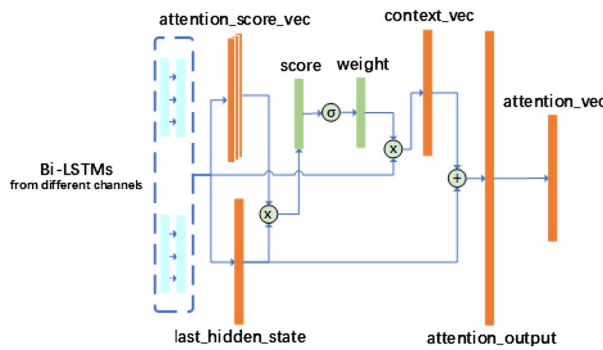 attention_score_vec
context_vec
score
weight
σ
attention_vec
x
Bi-LSTMs
from different channels
+
x
last_hidden_state
attention_output